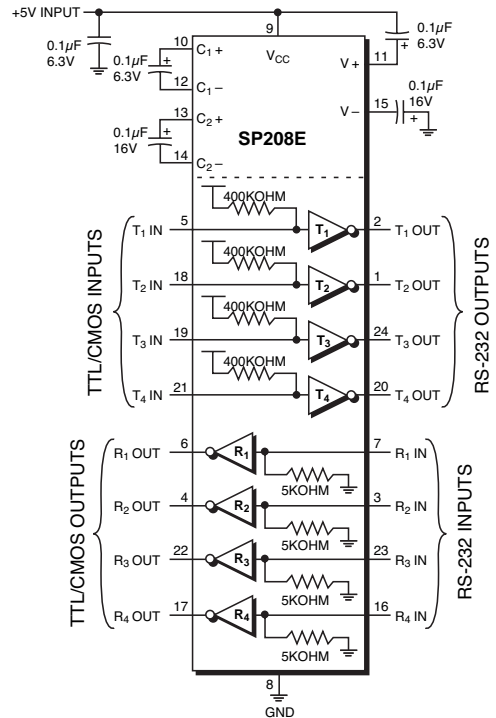 +5V INPUT
0.1µF
6.3V
9
VCC
0.1µF
6.3V
10
C1+
0.1µF
6.3V
12
C1–
V+
11
13
C2+
0.1µF
16V
14
C2–
V–
15
0.1µF
16V
SP208E
400KOHM
5
T1 IN
T1
2
T1 OUT
400KOHM
18
T2 IN
T2
1
T2 OUT
400KOHM
19
T3 IN
T3
24
T3 OUT
400KOHM
21
T4 IN
T4
20
T4 OUT
TTL/CMOS INPUTS
RS-232 OUTPUTS
6
R1 OUT
R1
7
R1 IN
5KOHM
4
R2 OUT
R2
3
R2 IN
5KOHM
22
R3 OUT
R3
23
R3 IN
5KOHM
17
R4 OUT
R4
16
R4 IN
5KOHM
TTL/CMOS OUTPUTS
RS-232 INPUTS
8
GND